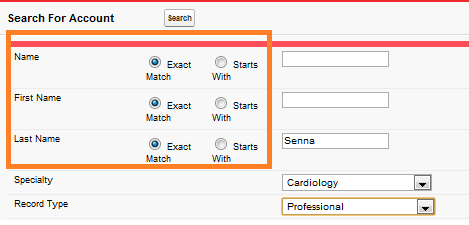 Search For Account Search
Name Exact Match Starts With
First Name Exact Match Starts With
Last Name Exact Match Starts With Senna
Specialty Cardiology
Record Type Professional